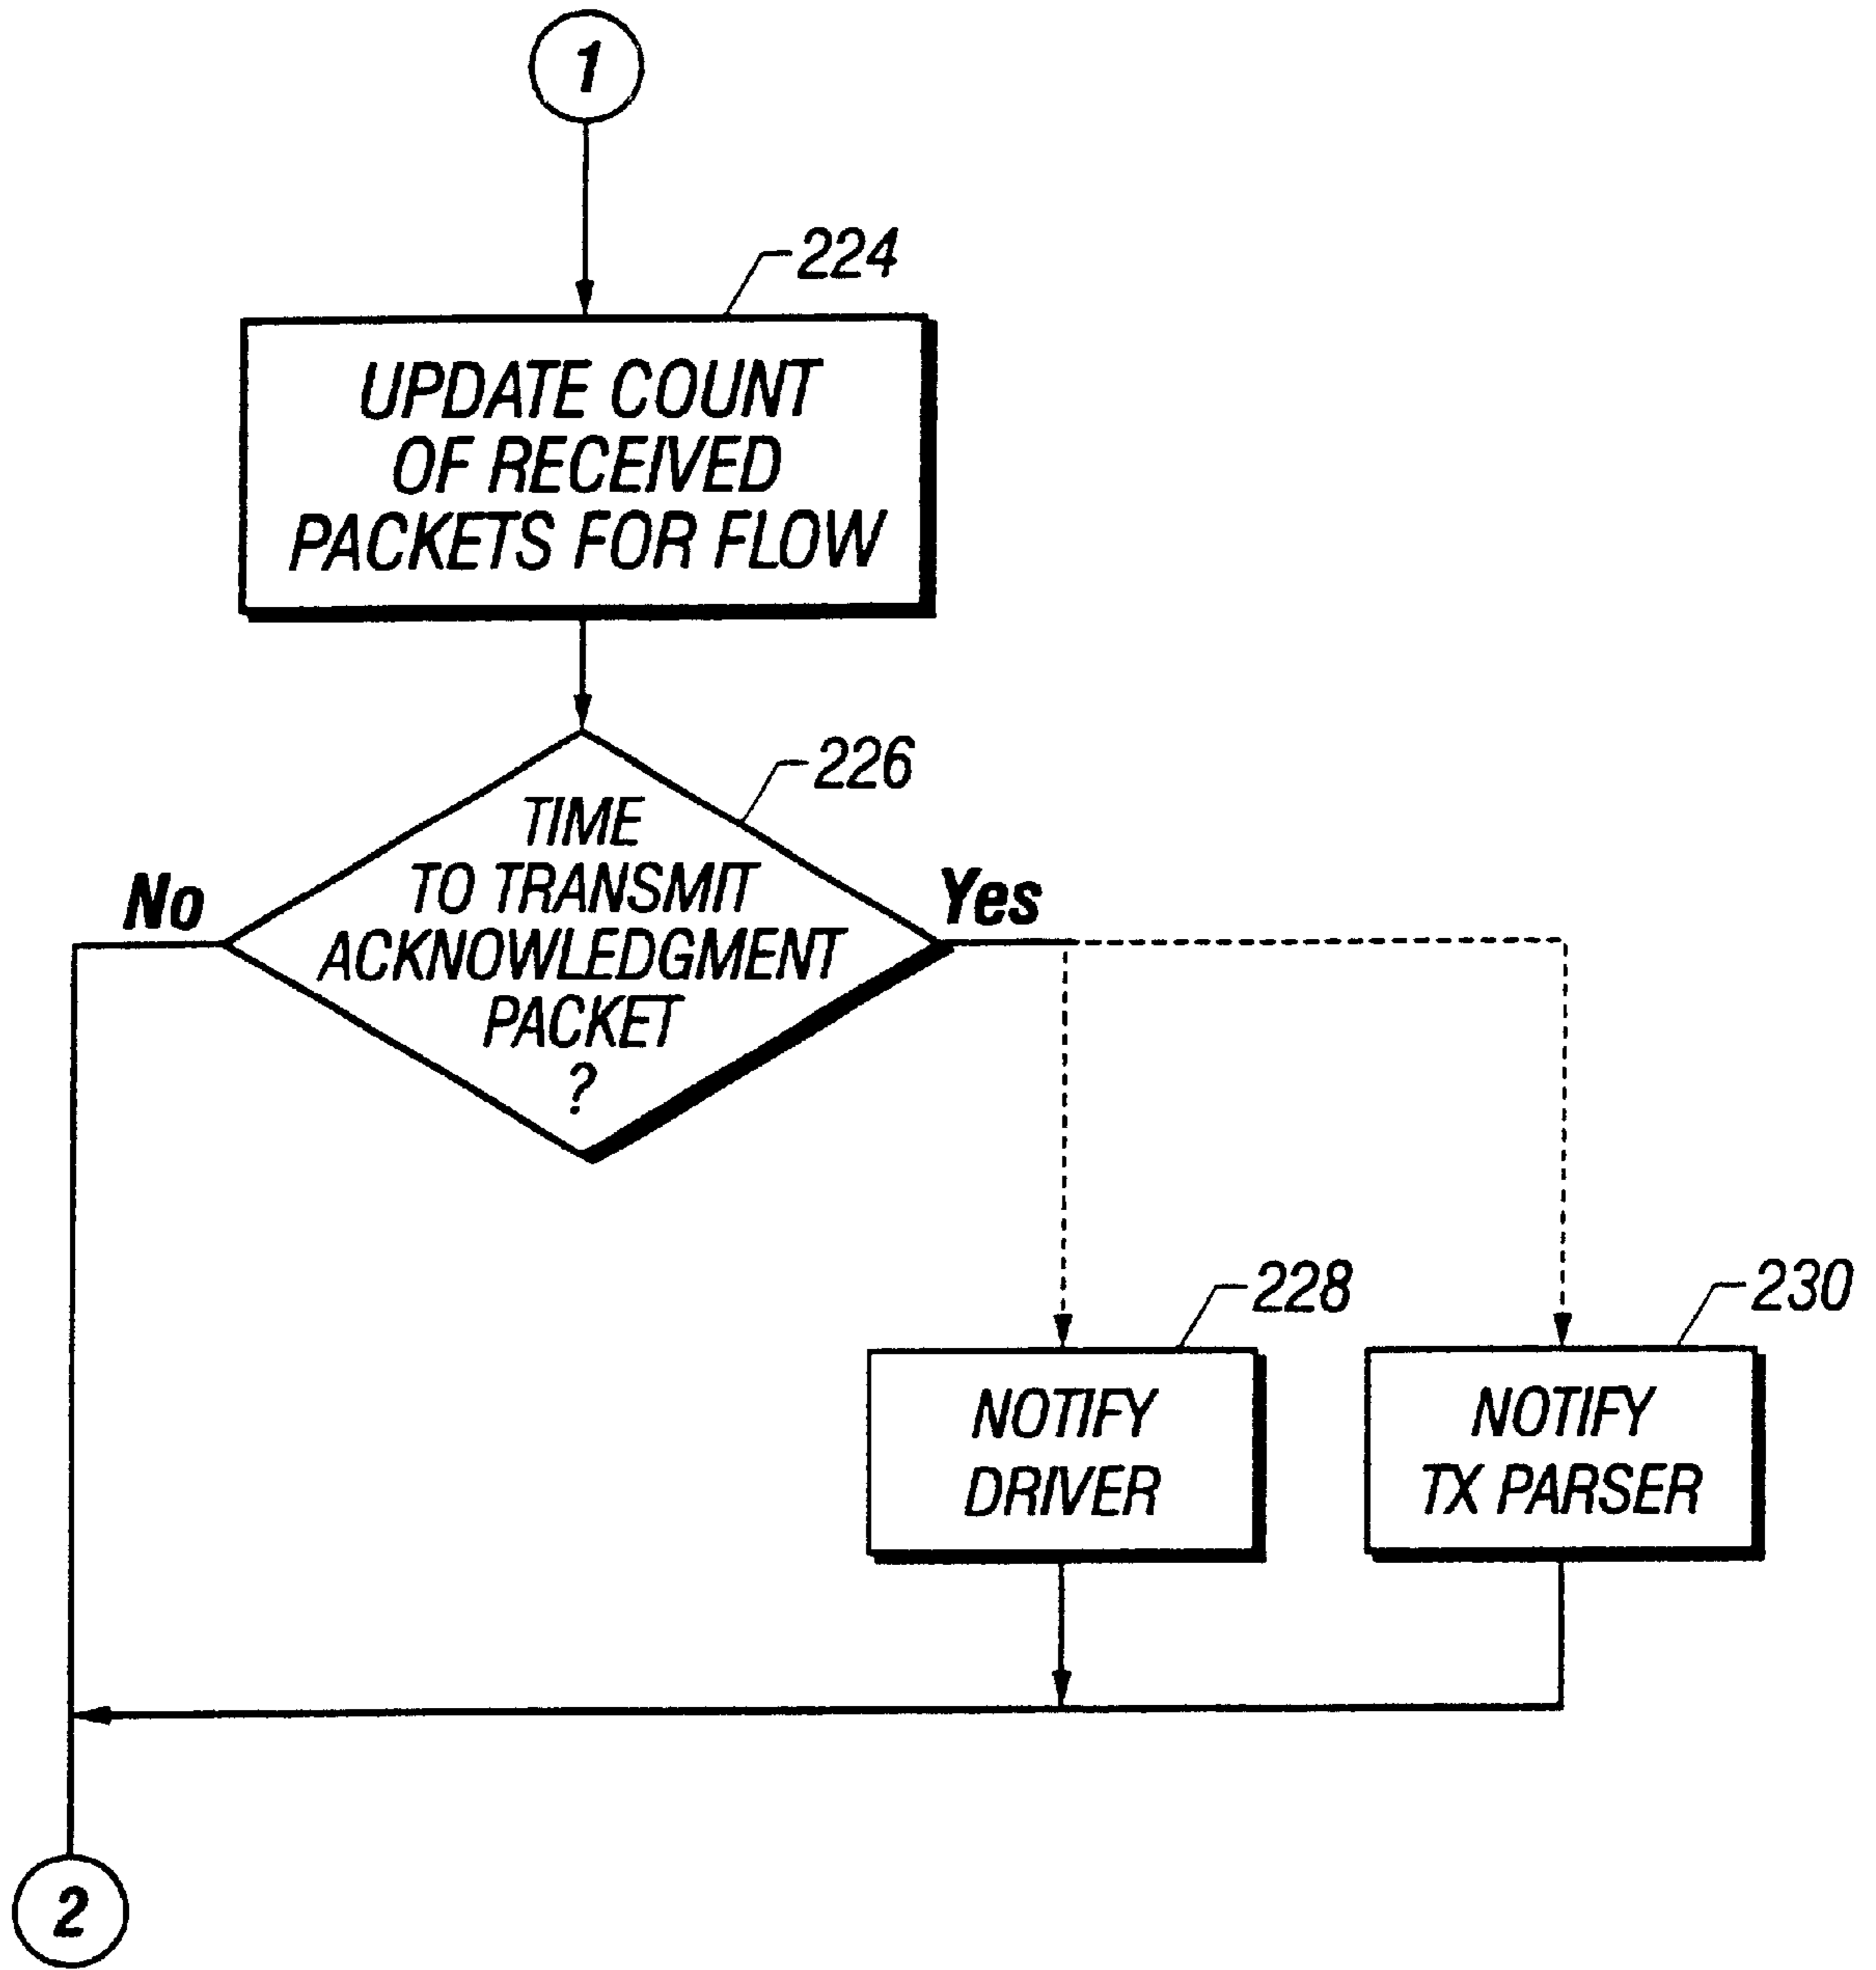 1
224
UPDATE COUNT
OF RECEIVED
PACKETS FOR FLOW
226
TIME
TO TRANSMIT
ACKNOWLEDGMENT
PACKET
?
No
Yes
228
230
NOTIFY
DRIVER
NOTIFY
TX PARSER
2